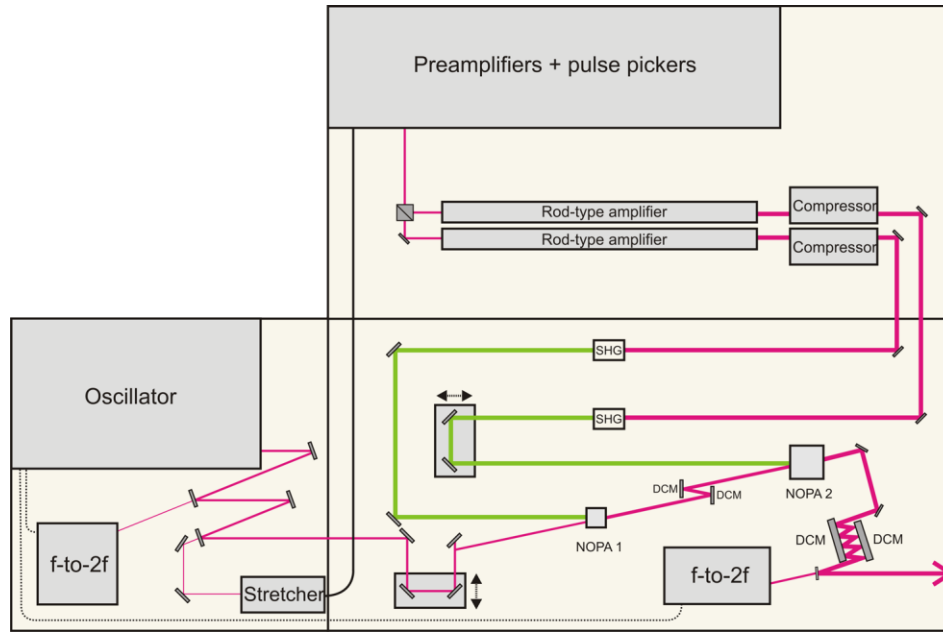 Preamplifiers + pulse pickers
Rod-type amplifier
Compressor
Rod-type amplifier
Compressor
Oscillator
SHG
SHG
DCM
DCM
NOPA 2
NOPA 1
DCM
DCM
f-to-2f
Stretcher
f-to-2f